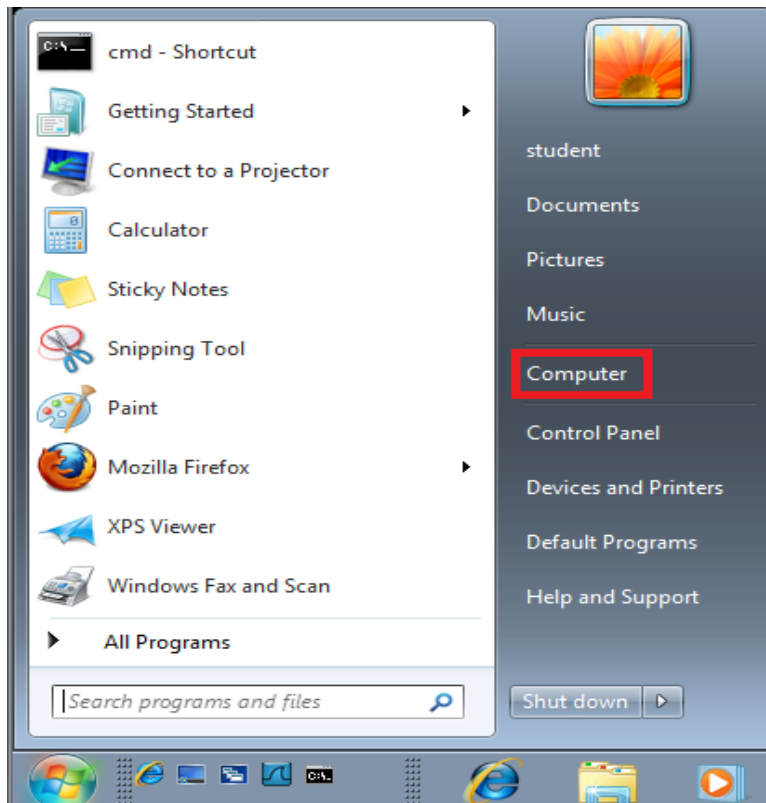 cmd - Shortcut
Getting Started
Connect to a Projector
Calculator
Sticky Notes
Snipping Tool
Paint
Mozilla Firefox
XPS Viewer
Windows Fax and Scan
All Programs
Search programs and files
student
Documents
Pictures
Music
Computer
Control Panel
Devices and Printers
Default Programs
Help and Support
Shut down